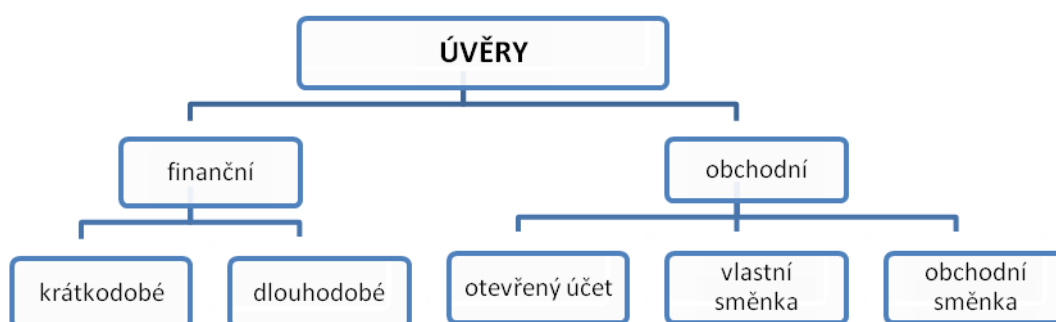 ÚVĚRY
finanční
obchodní
krátkodobé
dlouhodobé
otevřený účet
vlastní
směnka
obchodní
směnka